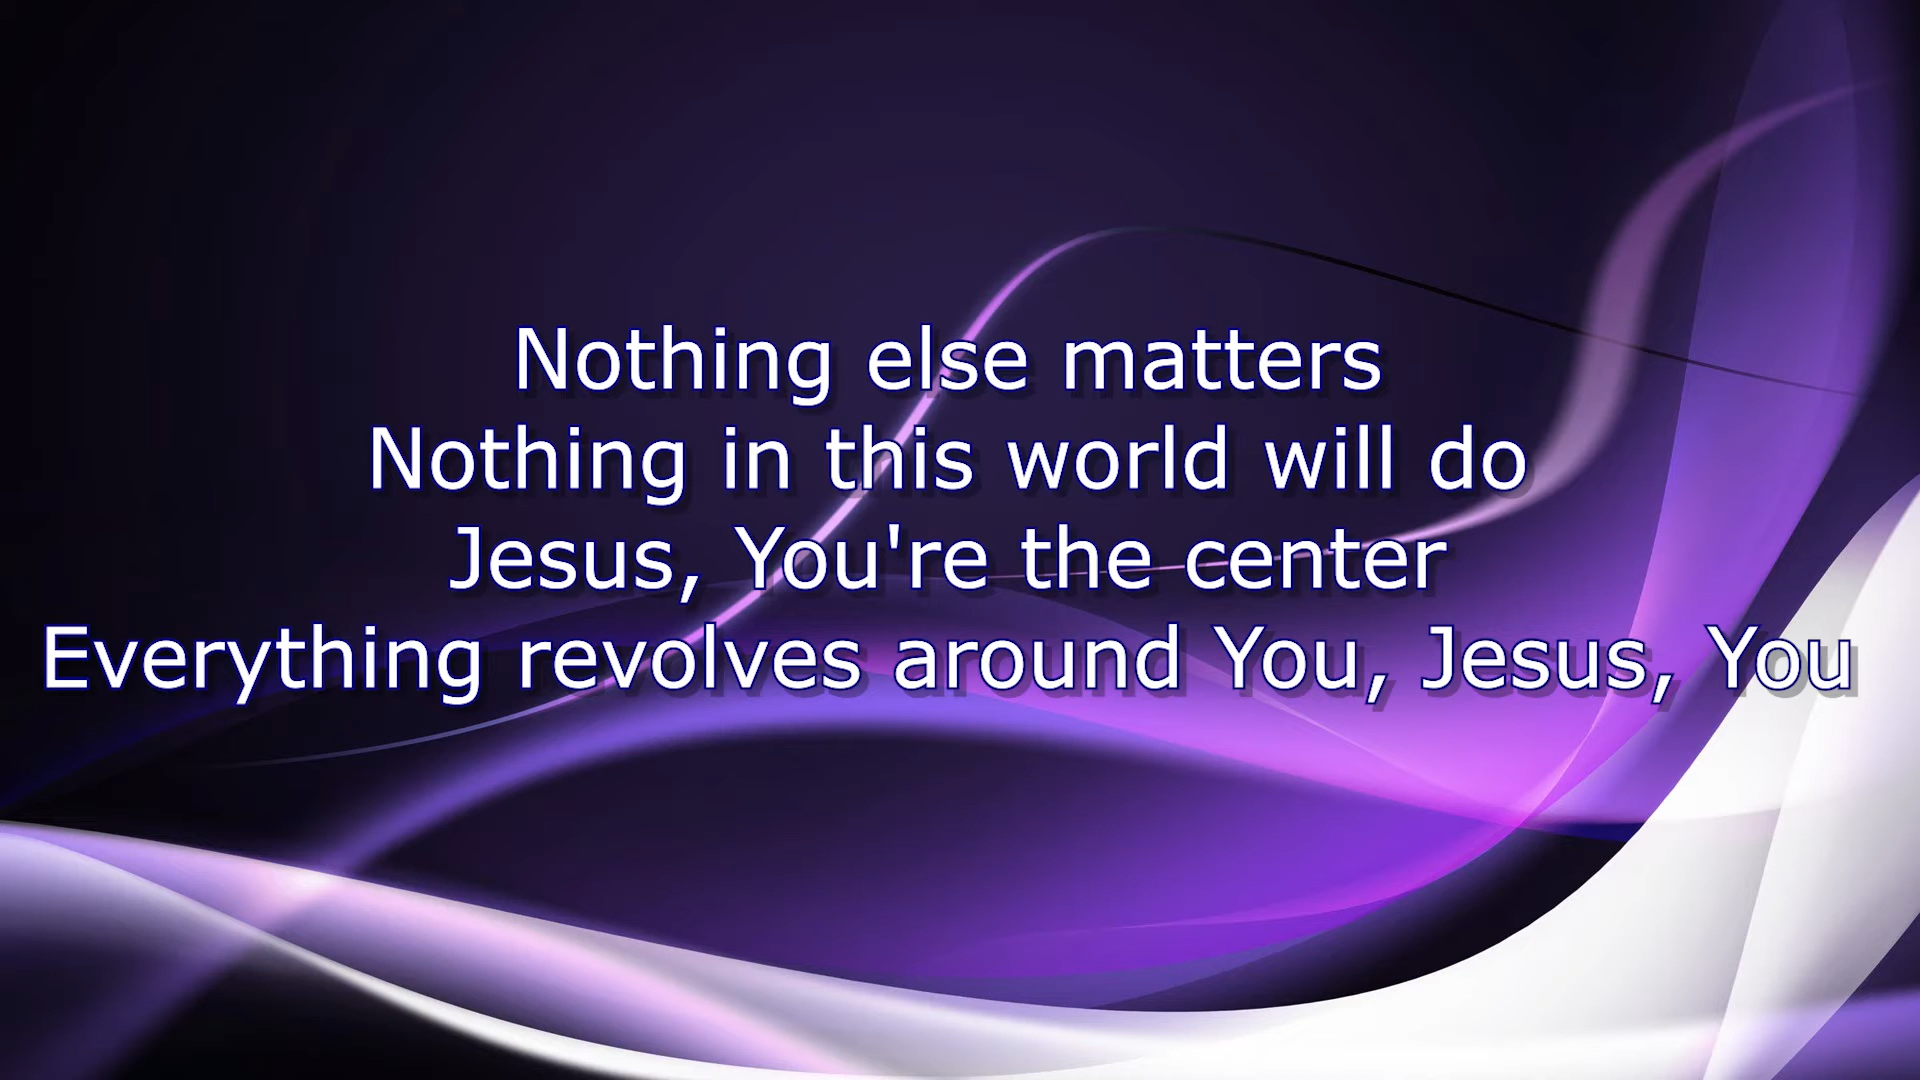 Nothing else matters
Nothing in this world will do
Jesus, You're the center
Everything revolves around You, Jesus, You